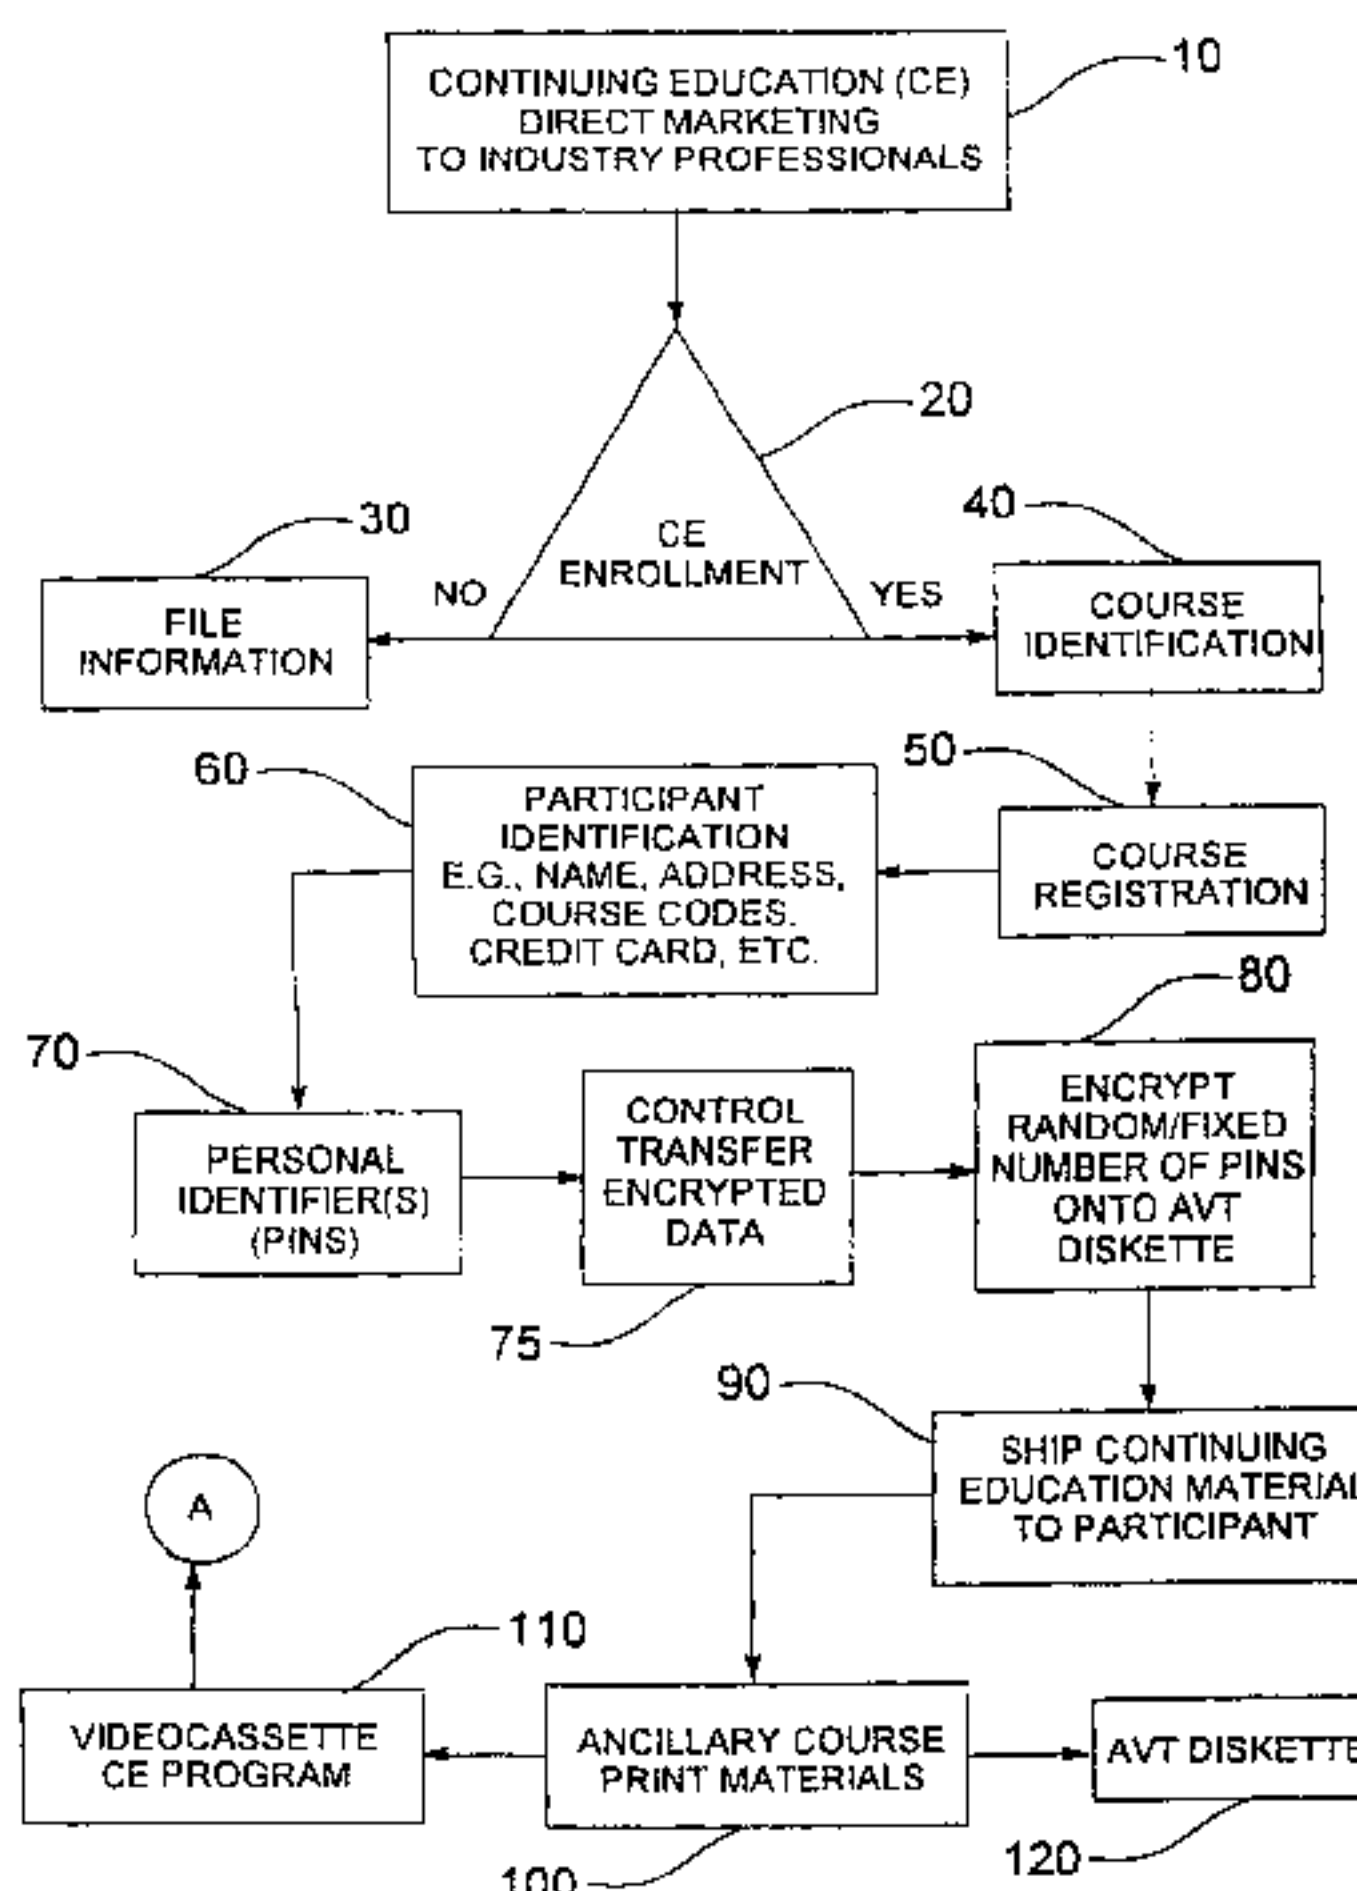 10
CONTINUING EDUCATION (CE)
DIRECT MARKETING
TO INDUSTRY PROFESSIONALS
20
CE
ENROLLMENT
NO
YES
30
FILE
INFORMATION
40
COURSE
IDENTIFICATION
50
COURSE
REGISTRATION
60
PARTICIPANT
IDENTIFICATION
E.G., NAME, ADDRESS,
COURSE CODES.
CREDIT CARD, ETC.
70
PERSONAL
IDENTIFIER(S)
(PINS)
CONTROL
TRANSFER
ENCRYPTED
DATA
75
80
ENCRYPT
RANDOM/FIXED
NUMBER OF PINS
ONTO AVT
DISKETTE
90
SHIP CONTINUING
EDUCATION MATERIAL
TO PARTICIPANT
A
110
VIDEOCASSETTE
CE PROGRAM
ANCILLARY COURSE
PRINT MATERIALS
100
AVT DISKETTE
120